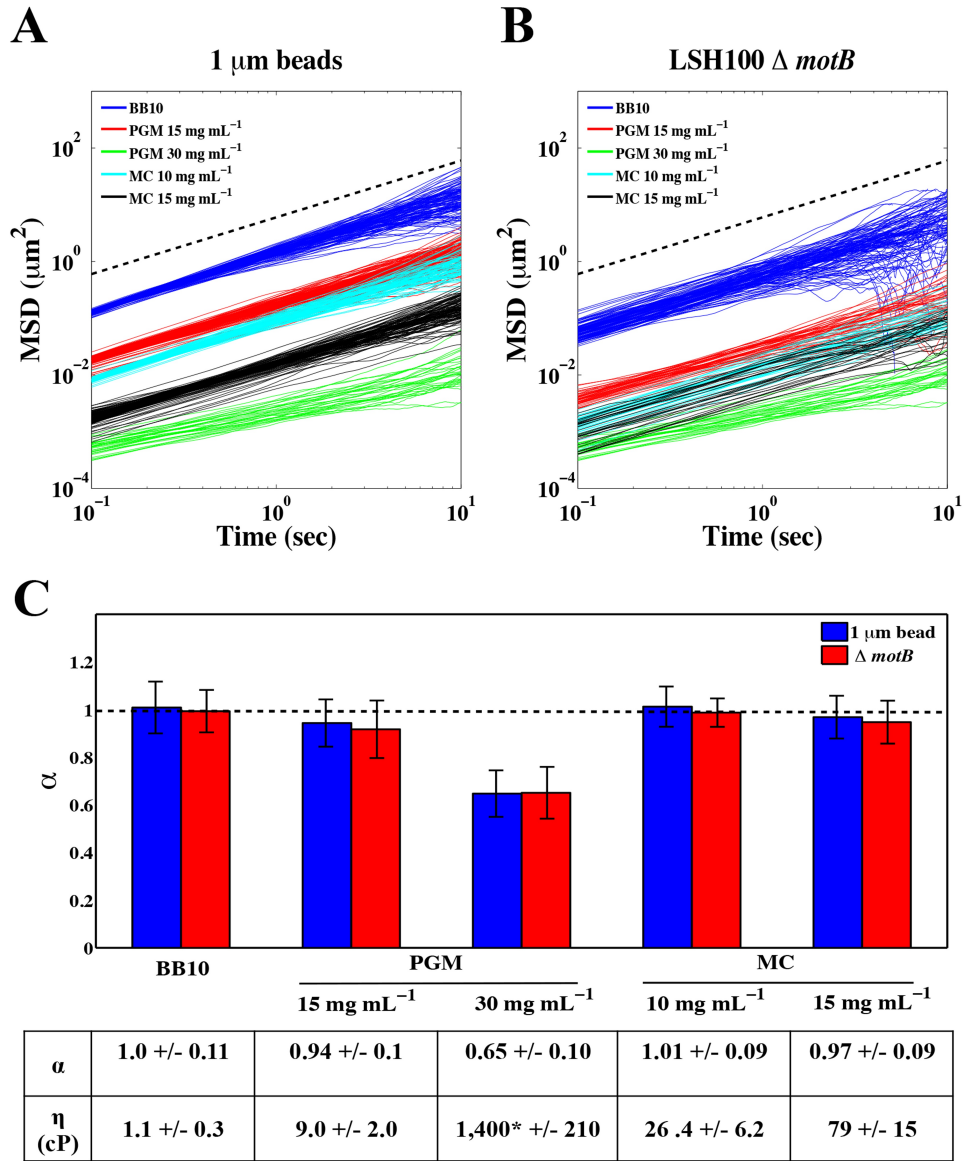 A
B
1 μm beads
LSH100 Δ motB
BB10
PGM 15 mg mL⁻¹
PGM 30 mg mL⁻¹
MC 10 mg mL⁻¹
MC 15 mg mL⁻¹
BB10
PGM 15 mg mL⁻¹
PGM 30 mg mL⁻¹
MC 10 mg mL⁻¹
MC 15 mg mL⁻¹
MSD (μm²)
10²
10⁰
10⁻²
10⁻⁴
10⁻¹ 10⁰ 10¹
Time (sec)
MSD (μm²)
10²
10⁰
10⁻²
10⁻⁴
10⁻¹ 10⁰ 10¹
Time (sec)
C
1 μm bead
Δ motB
α
1.2
1
0.8
0.6
0.4
0.2
0
BB10 PGM MC
15 mg mL⁻¹ 30 mg mL⁻¹ 10 mg mL⁻¹ 15 mg mL⁻¹
α 1.0 +/- 0.11 0.94 +/- 0.1 0.65 +/- 0.10 1.01 +/- 0.09 0.97 +/- 0.09
η (cP) 1.1 +/- 0.3 9.0 +/- 2.0 1,400* +/- 210 26 .4 +/- 6.2 79 +/- 15